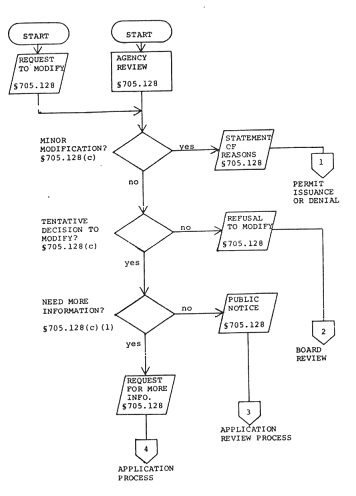 START
START
REQUEST
TO MODIFY
§705.128
AGENCY
REVIEW
§705.128
MINOR
MODIFICATION?
§705.128(c)
yes
STATEMENT
OF
REASONS
§705.128
1
PERMIT
ISSUANCE
OR DENIAL
no
TENTATIVE
DECISION TO
MODIFY?
§705.128(c)
no
REFUSAL
TO MODIFY
§705.128
yes
2
BOARD
REVIEW
NEED MORE
INFORMATION?
§705.128(c)(1)
no
PUBLIC
NOTICE
§705.128
yes
REQUEST
FOR MORE
INFO.
§705.128
3
APPLICATION
REVIEW PROCESS
4
APPLICATION
PROCESS